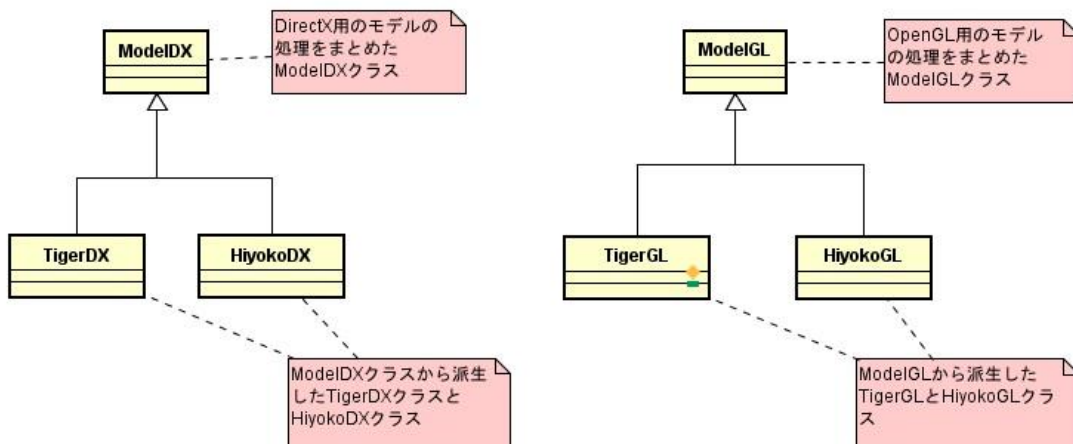 ModelDX
DirectX用のモデルの
処理をまとめた
ModelDXクラス
TigerDX
HiyokoDX
ModelDXクラスから派生
したTigerDXクラスと
HiyokoDXクラス
ModelGL
OpenGL用のモデル
の処理をまとめた
ModelGLクラス
TigerGL
HiyokoGL
ModelGLから派生した
TigerGLとHiyokoGLクラ
ス